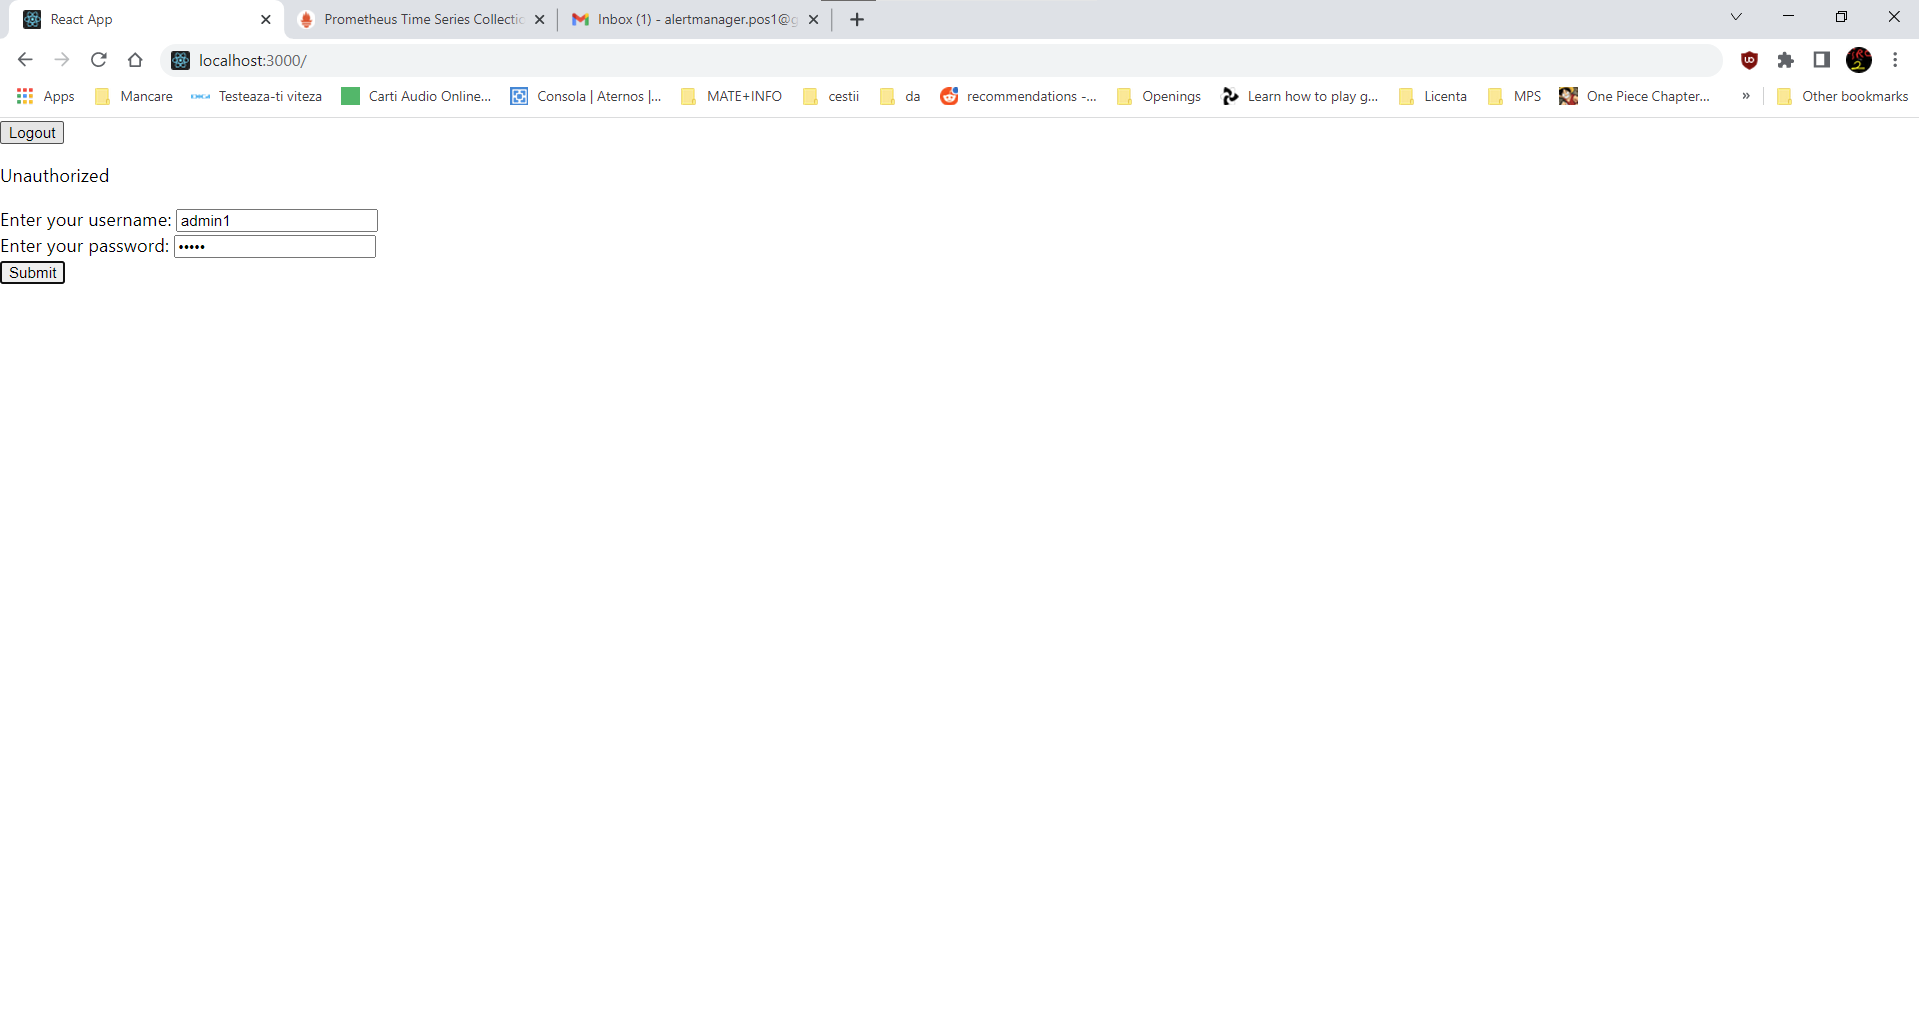 React App
Prometheus Time Series Collectio
Inbox (1) - alertmanager.pos1@g
localhost:3000/
Apps Mancare Testeaza-ti viteza Carti Audio Online... Consola | Aternos |... MATE+INFO cestii da recommendations -... Openings Learn how to play g... Licenta MPS One Piece Chapter... » Other bookmarks
Logout
Unauthorized
Enter your username: admin1
Enter your password: •••••
Submit